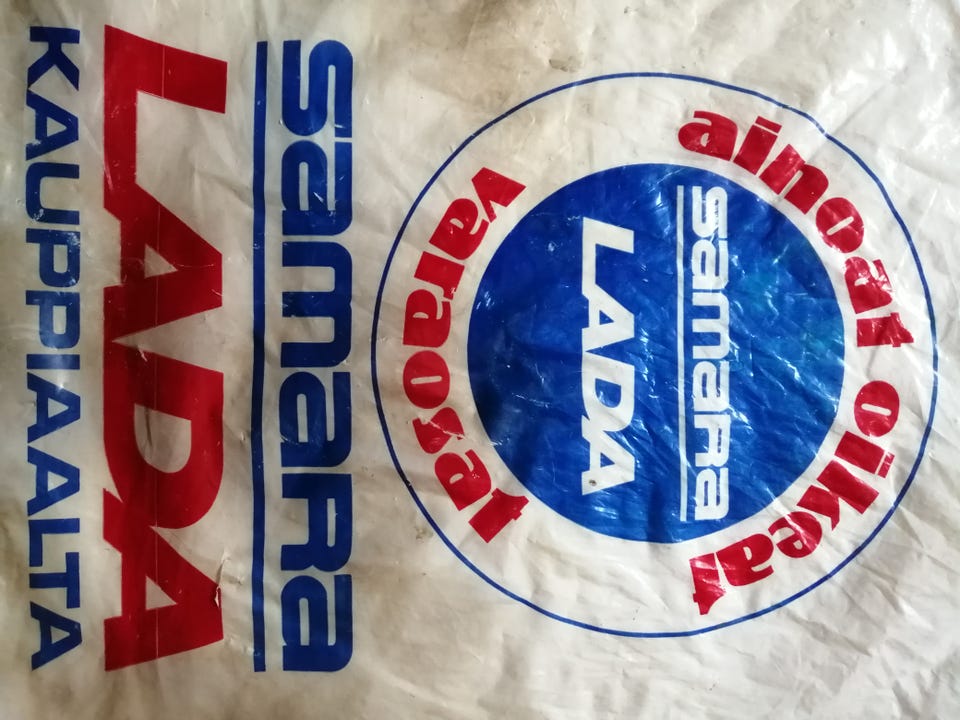 ainoat oikeat
samara
LADA
varaosat
samara
LADA
KAUPPIAALTA